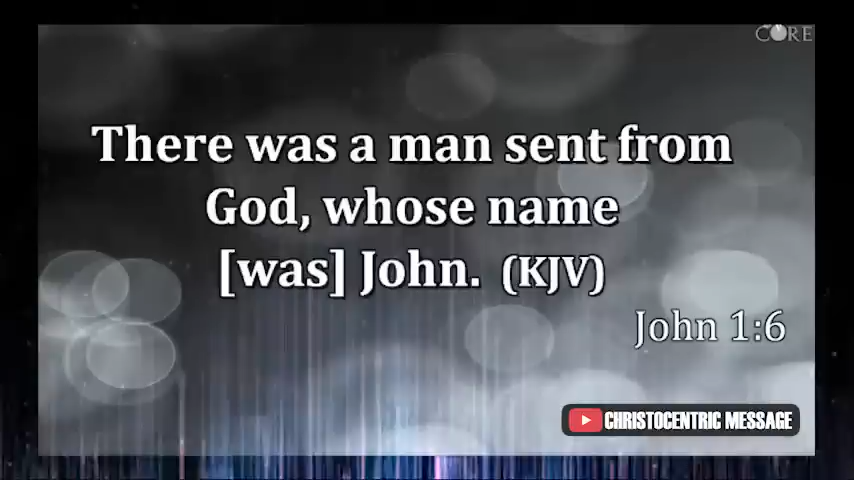 CORE
There was a man sent from
God, whose name
[was] John. (KJV)
John 1:6
CHRISTOCENTRIC MESSAGE